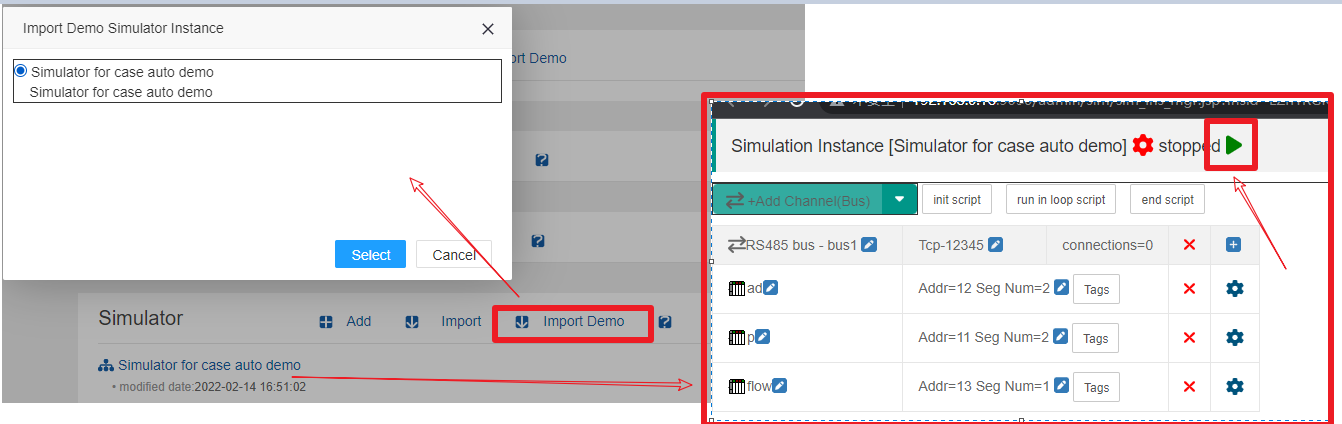 Import Demo Simulator Instance
Simulator for case auto demo
Simulator for case auto demo
Select
Cancel
Import Demo
Simulator
Add
Import
Import Demo
Simulator for case auto demo
• modified date:2022-02-14 16:51:02
Simulation Instance [Simulator for case auto demo] stopped
+Add Channel(Bus)
init script
run in loop script
end script
RS485 bus - bus1
Tcp-12345
connections=0
ad
Addr=12 Seg Num=2
Tags
p
Addr=11 Seg Num=2
Tags
flow
Addr=13 Seg Num=1
Tags